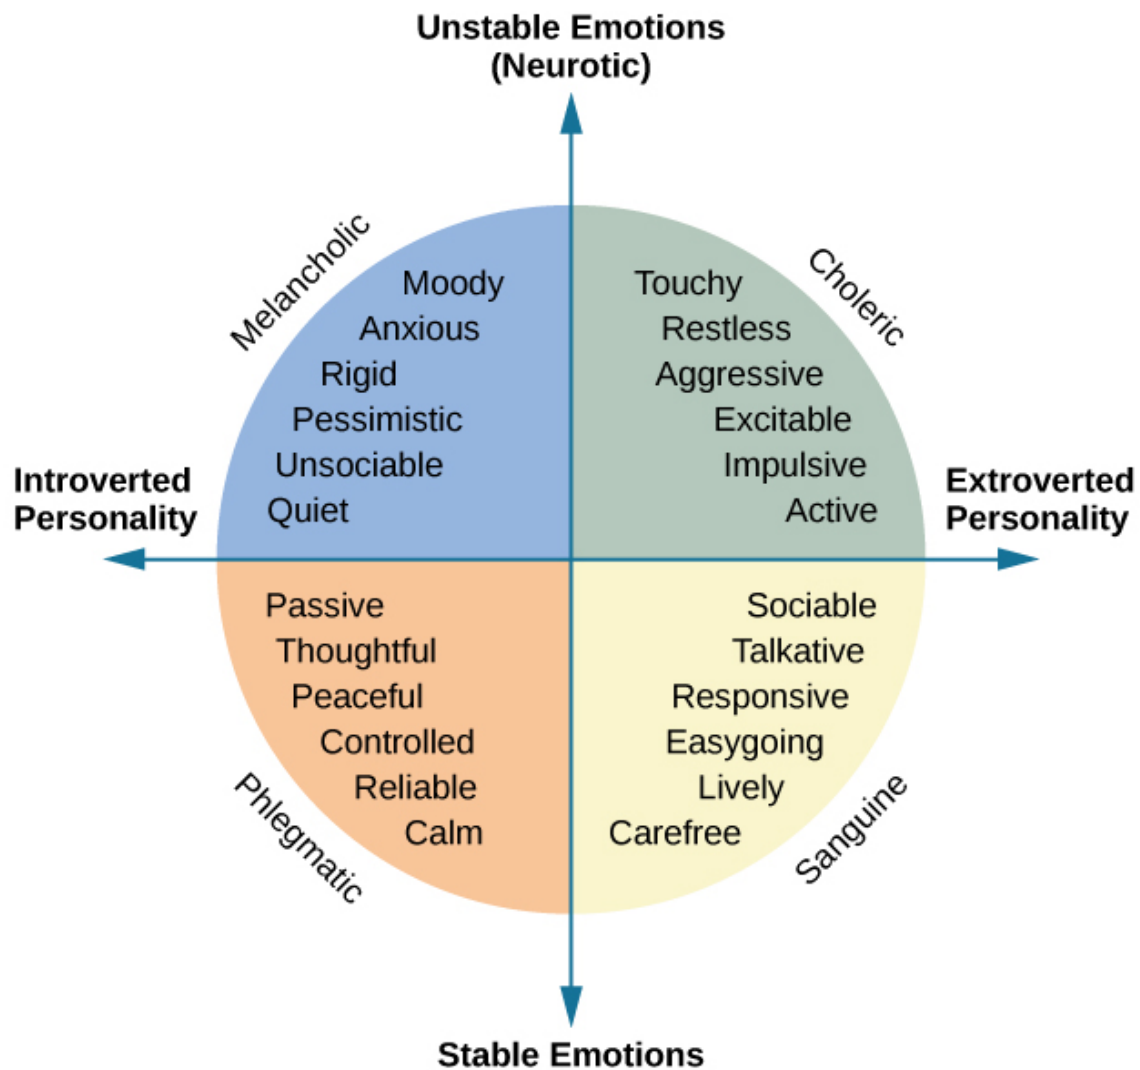 Unstable Emotions
(Neurotic)
Melancholic
Choleric
Moody
Anxious
Rigid
Pessimistic
Unsociable
Quiet
Touchy
Restless
Aggressive
Excitable
Impulsive
Active
Introverted
Personality
Extroverted
Personality
Passive
Thoughtful
Peaceful
Controlled
Reliable
Calm
Sociable
Talkative
Responsive
Easygoing
Lively
Carefree
Phlegmatic
Sanguine
Stable Emotions